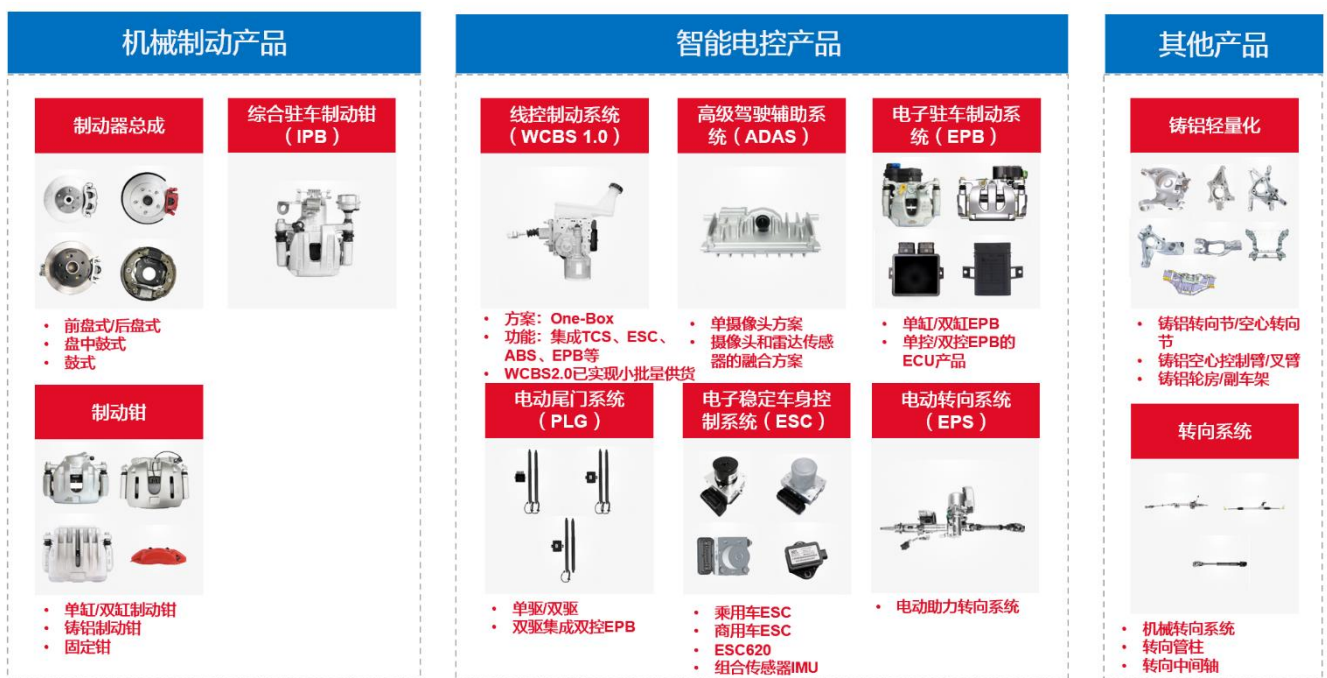 机械制动产品
制动器总成
• 前盘式/后盘式
• 盘中鼓式
• 鼓式
综合驻车制动钳
（IPB）
制动钳
• 单缸/双缸制动钳
• 铸铝制动钳
• 固定钳
智能电控产品
线控制动系统
（WCBS 1.0）
• 方案：One-Box
• 功能：集成TCS、ESC、
ABS、EPB等
• WCBS2.0已实现小批量供货
高级驾驶辅助系
统（ADAS）
• 单摄像头方案
• 摄像头和雷达传感
器的融合方案
电子驻车制动系
统（EPB）
• 单缸/双缸EPB
• 单控/双控EPB的
ECU产品
电动尾门系统
（PLG）
• 单驱/双驱
• 双驱集成双控EPB
电子稳定车身控
制系统（ESC）
• 乘用车ESC
• 商用车ESC
• ESC620
• 组合传感器IMU
电动转向系统
（EPS）
• 电动助力转向系统
其他产品
铸铝轻量化
• 铸铝转向节/空心转向
节
• 铸铝空心控制臂/叉臂
• 铸铝轮房/副车架
转向系统
• 机械转向系统
• 转向管柱
• 转向中间轴